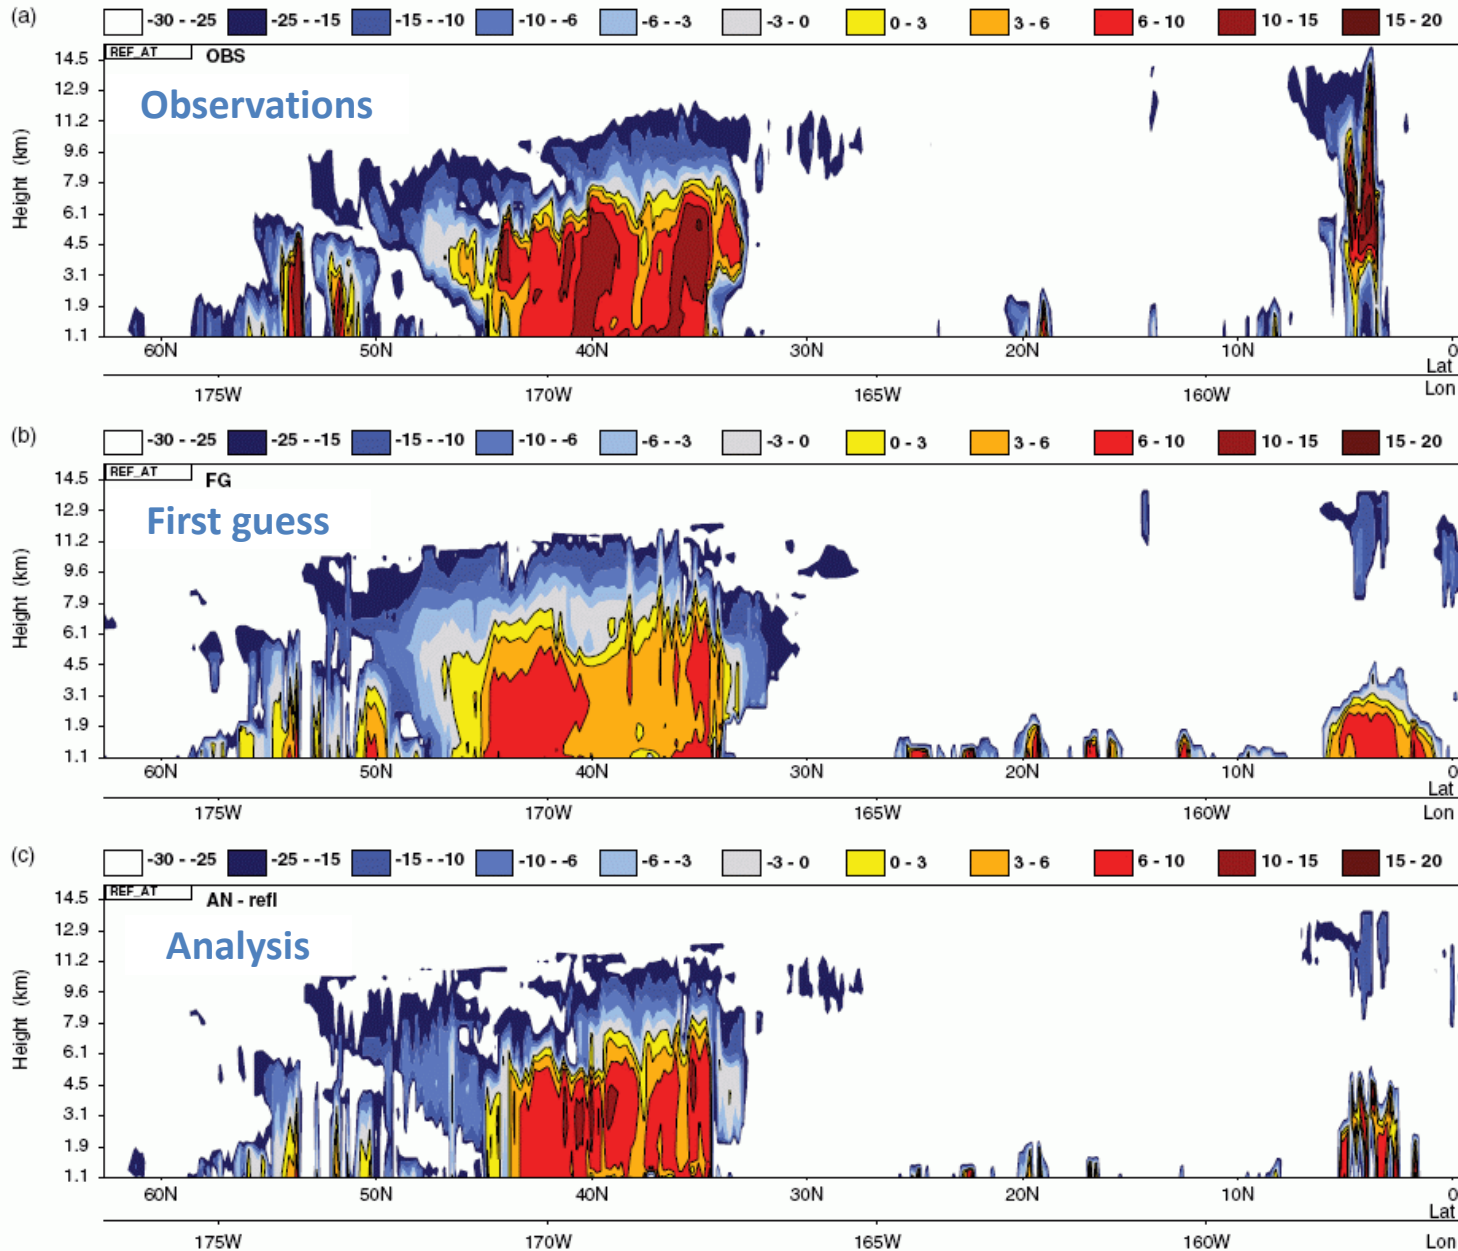 (a) -30 - -25 -25 - -15 -15 - -10 -10 - -6 -6 - -3 -3 - 0 0 - 3 3 - 6 6 - 10 10 - 15 15 - 20
REF_AT OBS
Observations
Height (km)
14.5
12.9
11.2
9.6
7.9
6.1
4.5
3.1
1.9
1.1
60N 50N 40N 30N 20N 10N 0
Lat
175W 170W 165W 160W Lon
(b) -30 - -25 -25 - -15 -15 - -10 -10 - -6 -6 - -3 -3 - 0 0 - 3 3 - 6 6 - 10 10 - 15 15 - 20
REF_AT FG
First guess
Height (km)
14.5
12.9
11.2
9.6
7.9
6.1
4.5
3.1
1.9
1.1
60N 50N 40N 30N 20N 10N 0
Lat
175W 170W 165W 160W Lon
(c) -30 - -25 -25 - -15 -15 - -10 -10 - -6 -6 - -3 -3 - 0 0 - 3 3 - 6 6 - 10 10 - 15 15 - 20
REF_AT AN - refl
Analysis
Height (km)
14.5
12.9
11.2
9.6
7.9
6.1
4.5
3.1
1.9
1.1
60N 50N 40N 30N 20N 10N 0
Lat
175W 170W 165W 160W Lon